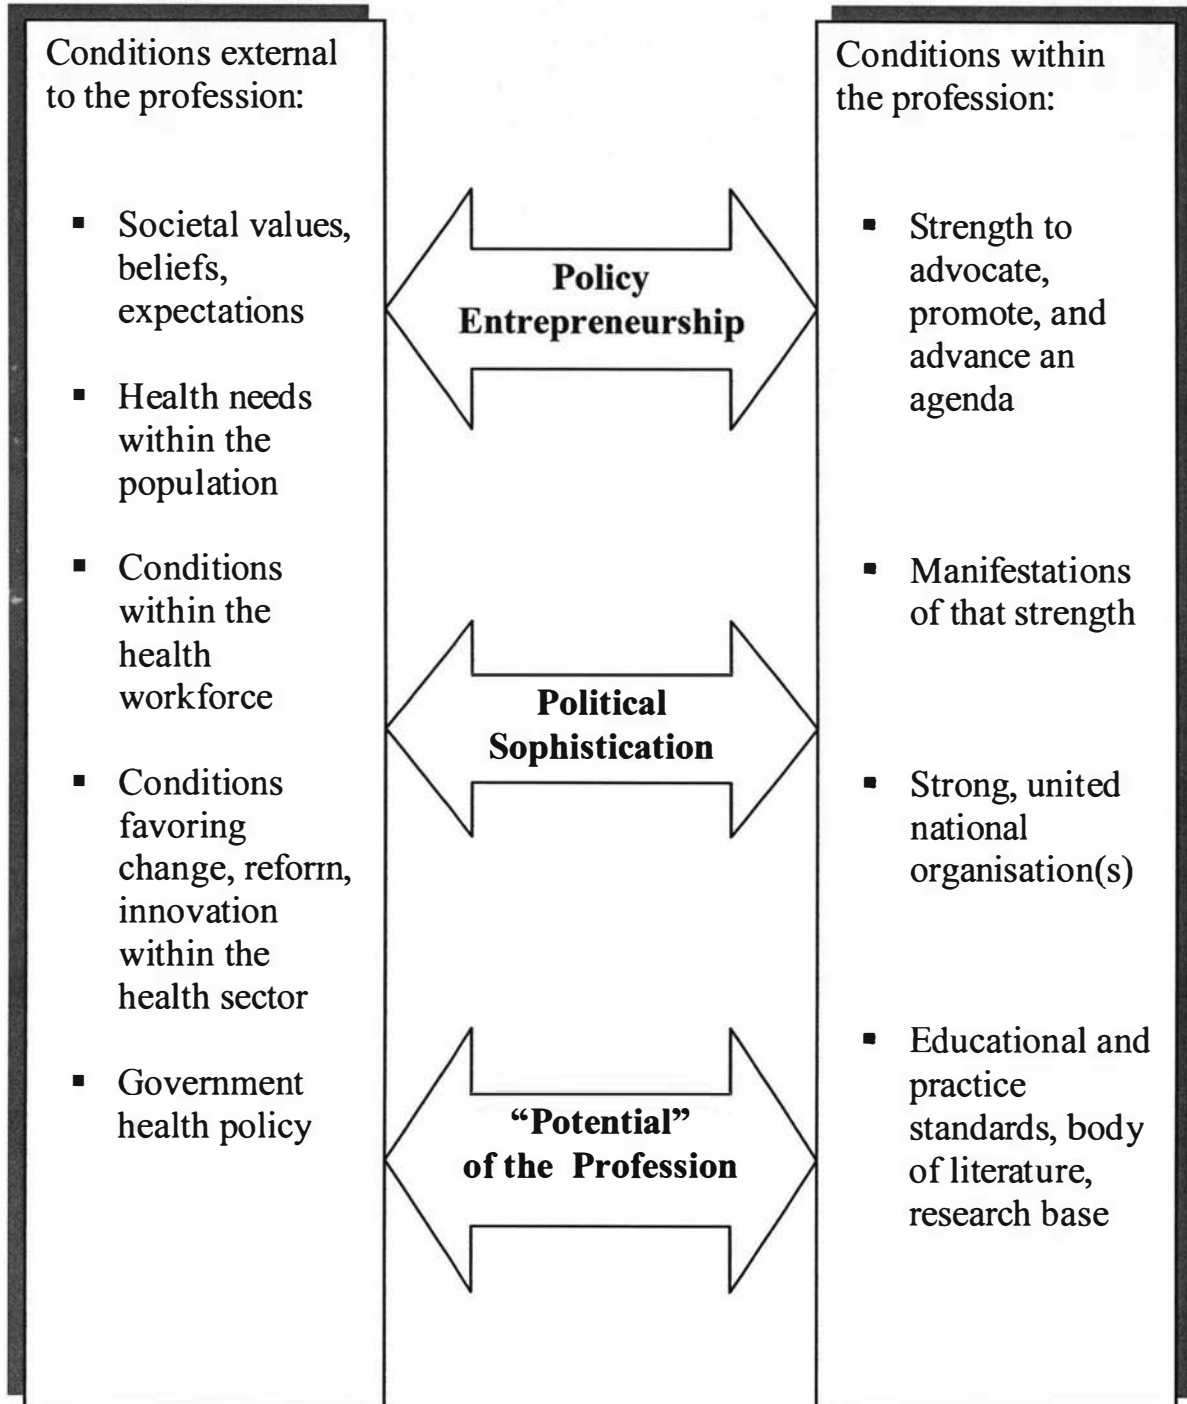 Conditions external
to the profession:
▪ Societal values,
beliefs,
expectations
▪ Health needs
within the
population
▪ Conditions
within the
health
workforce
▪ Conditions
favoring
change, reform,
innovation
within the
health sector
▪ Government
health policy
Policy
Entrepreneurship
Political
Sophistication
“Potential”
of the Profession
Conditions within
the profession:
▪ Strength to
advocate,
promote, and
advance an
agenda
▪ Manifestations
of that strength
▪ Strong, united
national
organisation(s)
▪ Educational and
practice
standards, body
of literature,
research base